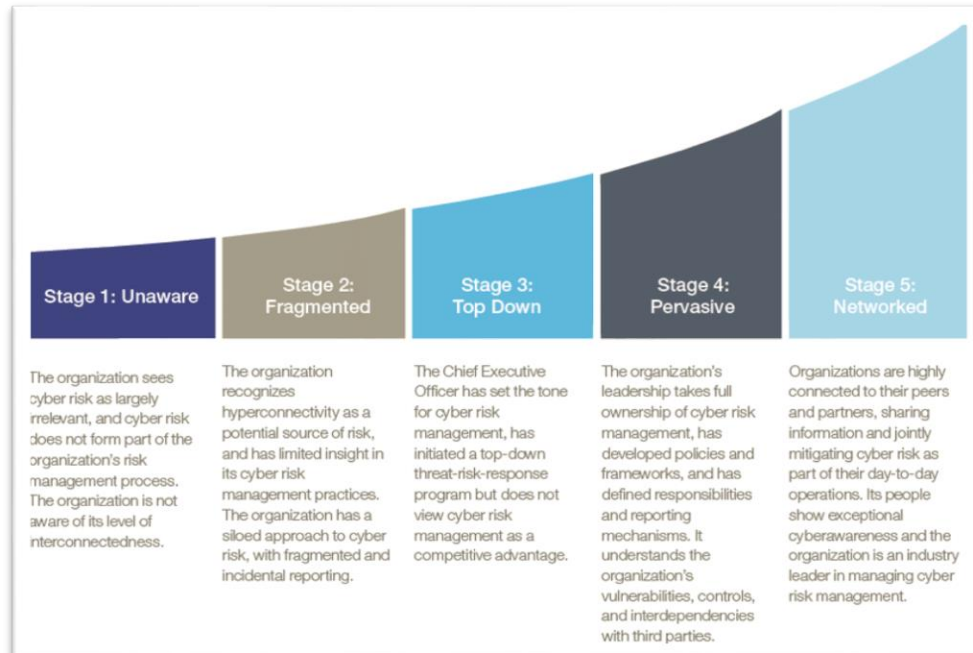 Stage 1: Unaware
Stage 2:
Fragmented
Stage 3:
Top Down
Stage 4:
Pervasive
Stage 5:
Networked
The organization sees
cyber risk as largely
irrelevant, and cyber risk
does not form part of the
organization's risk
management process.
The organization is not
aware of its level of
interconnectedness.
The organization
recognizes
hyperconnectivity as a
potential source of risk,
and has limited insight in
its cyber risk
management practices.
The organization has a
siloed approach to cyber
risk, with fragmented and
incidental reporting.
The Chief Executive
Officer has set the tone
for cyber risk
management, has
initiated a top-down
threat-risk-response
program but does not
view cyber risk
management as a
competitive advantage.
The organization's
leadership takes full
ownership of cyber risk
management, has
developed policies and
frameworks, and has
defined responsibilities
and reporting
mechanisms. It
understands the
organization's
vulnerabilities, controls,
and interdependencies
with third parties.
Organizations are highly
connected to their peers
and partners, sharing
information and jointly
mitigating cyber risk as
part of their day-to-day
operations. Its people
show exceptional
cyberawareness and the
organization is an industry
leader in managing cyber
risk management.